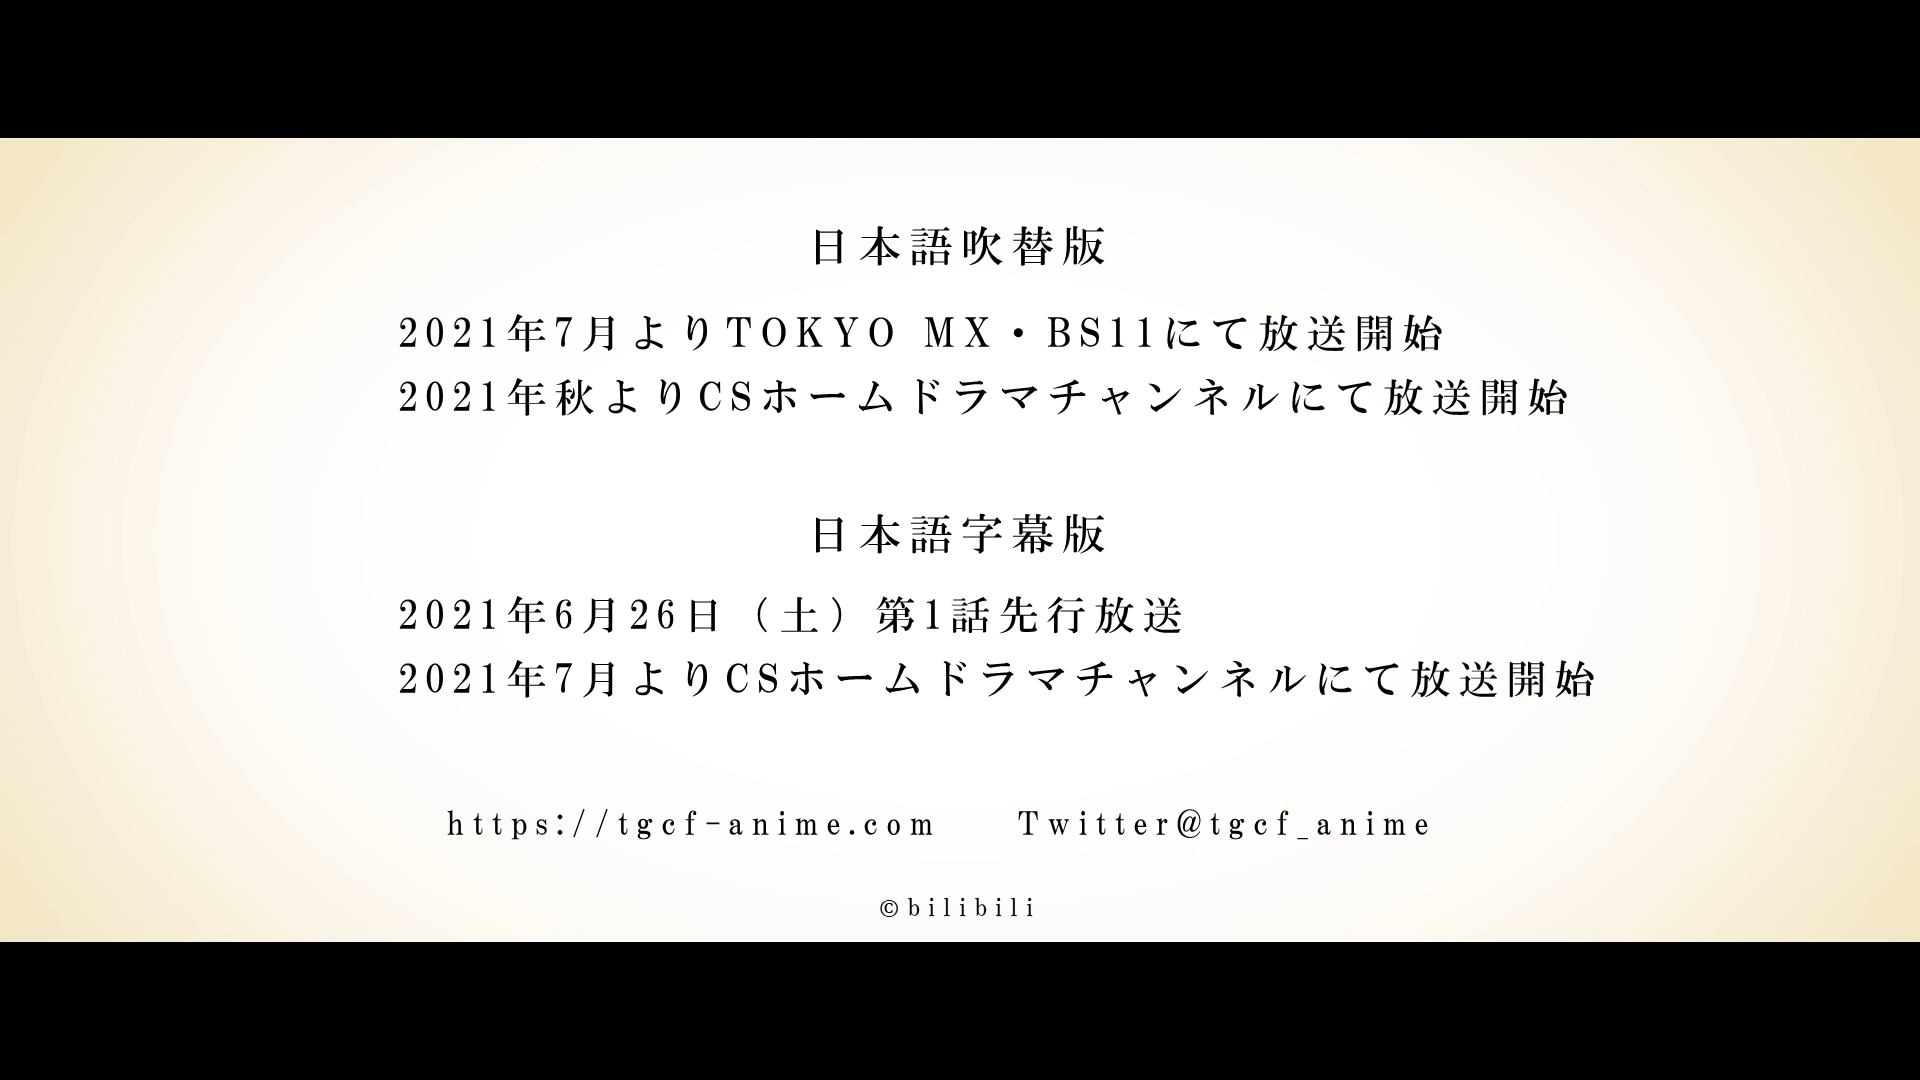 日本語吹替版
2021年7月よりTOKYO MX・BS11にて放送開始
2021年秋よりCSホームドラマチャンネルにて放送開始
日本語字幕版
2021年6月26日（土）第1話先行放送
2021年7月よりCSホームドラマチャンネルにて放送開始
https://tgcf-anime.com Twitter@tgcf_anime
©bilibili